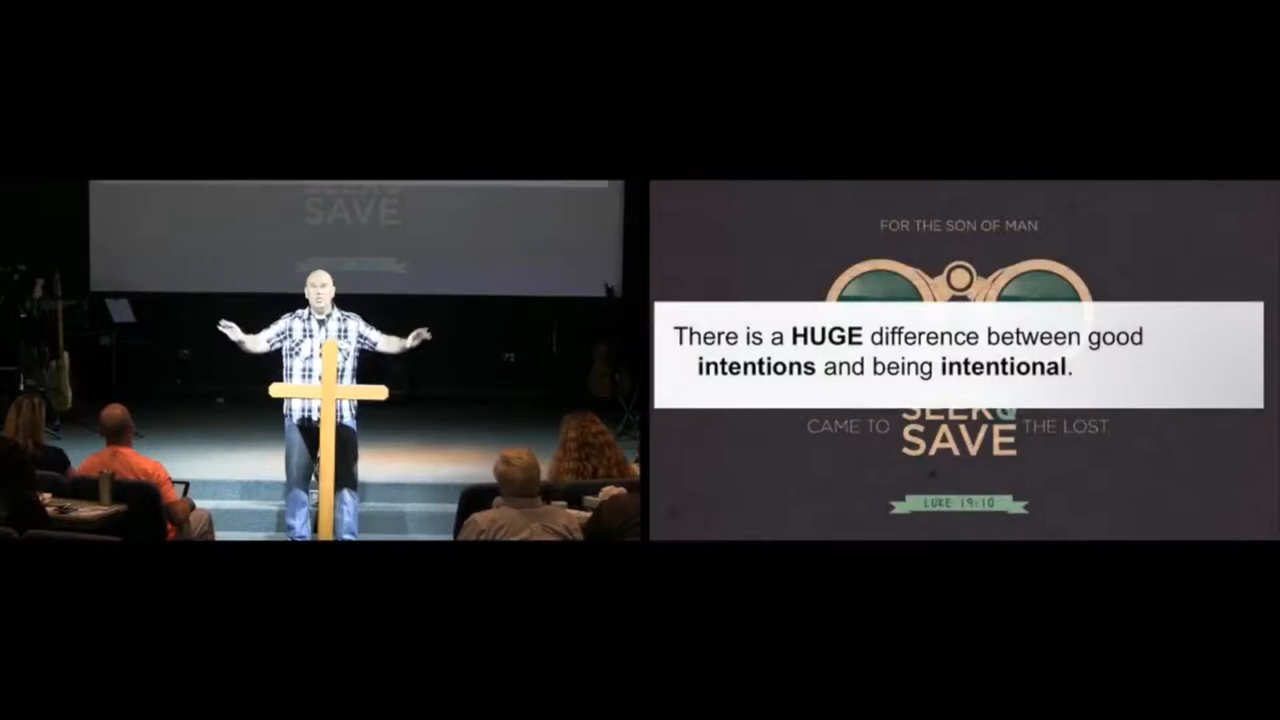 SAVE
FOR THE SON OF MAN
There is a HUGE difference between good
intentions and being intentional.
SEEK &
CAME TO SAVE THE LOST
LUKE 19:10